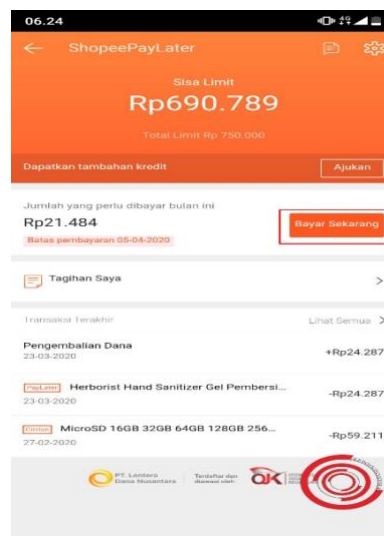 06.24
ShopeePayLater
Sisa Limit
Rp690.789
Total Limit Rp 750.000
Dapatkan tambahan kredit
Ajukan
Jumlah yang perlu dibayar bulan ini
Rp21.484
Bayar Sekarang
Batas pembayaran 05-04-2020
Tagihan Saya
Transaksi Terakhir
Lihat Semua
Pengembalian Dana
23-03-2020
+Rp24.287
PayLater Herborist Hand Sanitizer Gel Pembersi...
23-03-2020
-Rp24.287
MicroSD 16GB 32GB 64GB 128GB 256...
27-02-2020
-Rp59.211
PT. Lentera
Dana Nusantara
Terdaftar dan
diawasi oleh
OJK